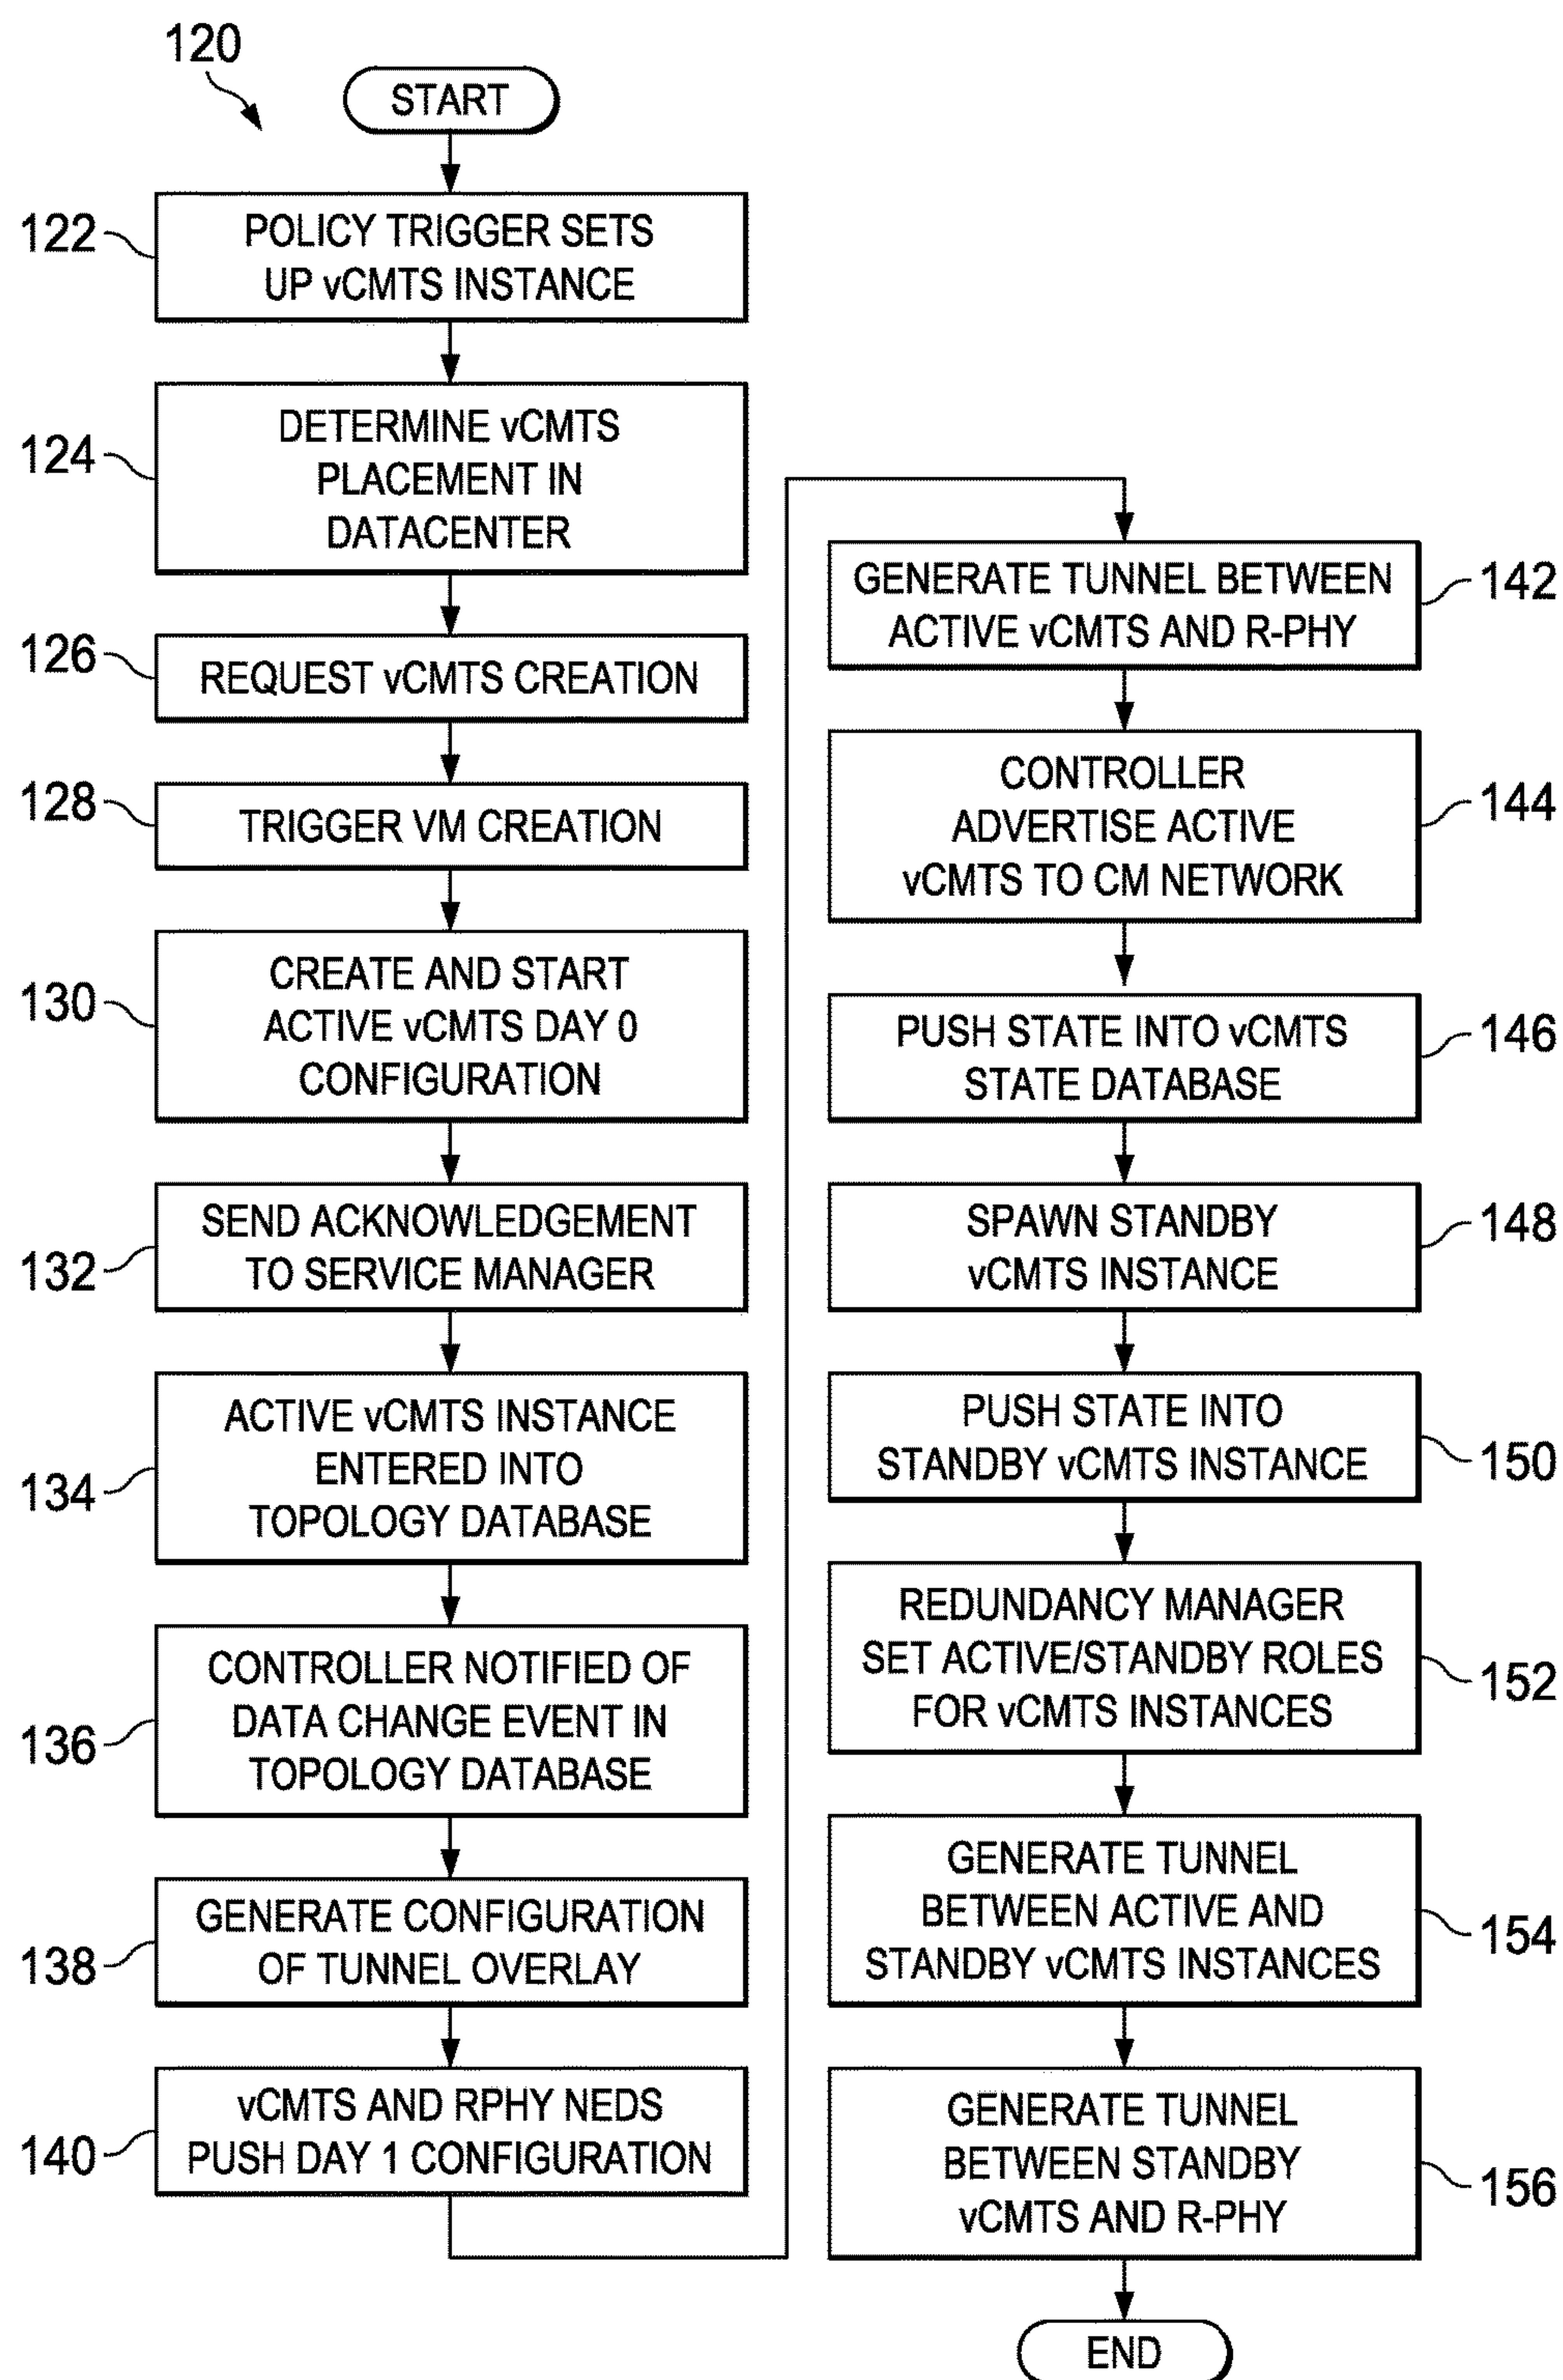 120
START
122
POLICY TRIGGER SETS
UP vCMTS INSTANCE
124
DETERMINE vCMTS
PLACEMENT IN
DATACENTER
126
REQUEST vCMTS CREATION
128
TRIGGER VM CREATION
130
CREATE AND START
ACTIVE vCMTS DAY 0
CONFIGURATION
132
SEND ACKNOWLEDGEMENT
TO SERVICE MANAGER
134
ACTIVE vCMTS INSTANCE
ENTERED INTO
TOPOLOGY DATABASE
136
CONTROLLER NOTIFIED OF
DATA CHANGE EVENT IN
TOPOLOGY DATABASE
138
GENERATE CONFIGURATION
OF TUNNEL OVERLAY
140
vCMTS AND RPHY NEDS
PUSH DAY 1 CONFIGURATION
GENERATE TUNNEL BETWEEN
ACTIVE vCMTS AND R-PHY
142
CONTROLLER
ADVERTISE ACTIVE
vCMTS TO CM NETWORK
144
PUSH STATE INTO vCMTS
STATE DATABASE
146
SPAWN STANDBY
vCMTS INSTANCE
148
PUSH STATE INTO
STANDBY vCMTS INSTANCE
150
REDUNDANCY MANAGER
SET ACTIVE/STANDBY ROLES
FOR vCMTS INSTANCES
152
GENERATE TUNNEL
BETWEEN ACTIVE AND
STANDBY vCMTS INSTANCES
154
GENERATE TUNNEL
BETWEEN STANDBY
vCMTS AND R-PHY
156
END